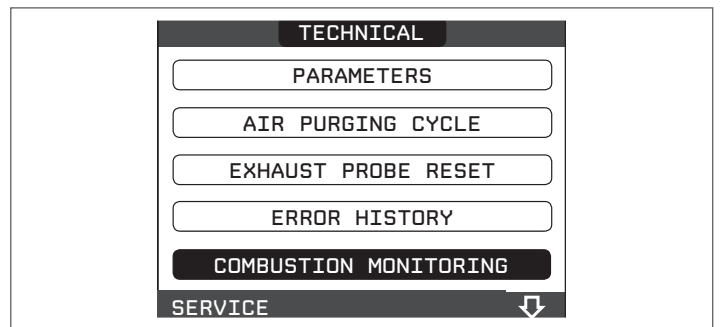 TECHNICAL
PARAMETERS
AIR PURGING CYCLE
EXHAUST PROBE RESET
ERROR HISTORY
COMBUSTION MONITORING
SERVICE